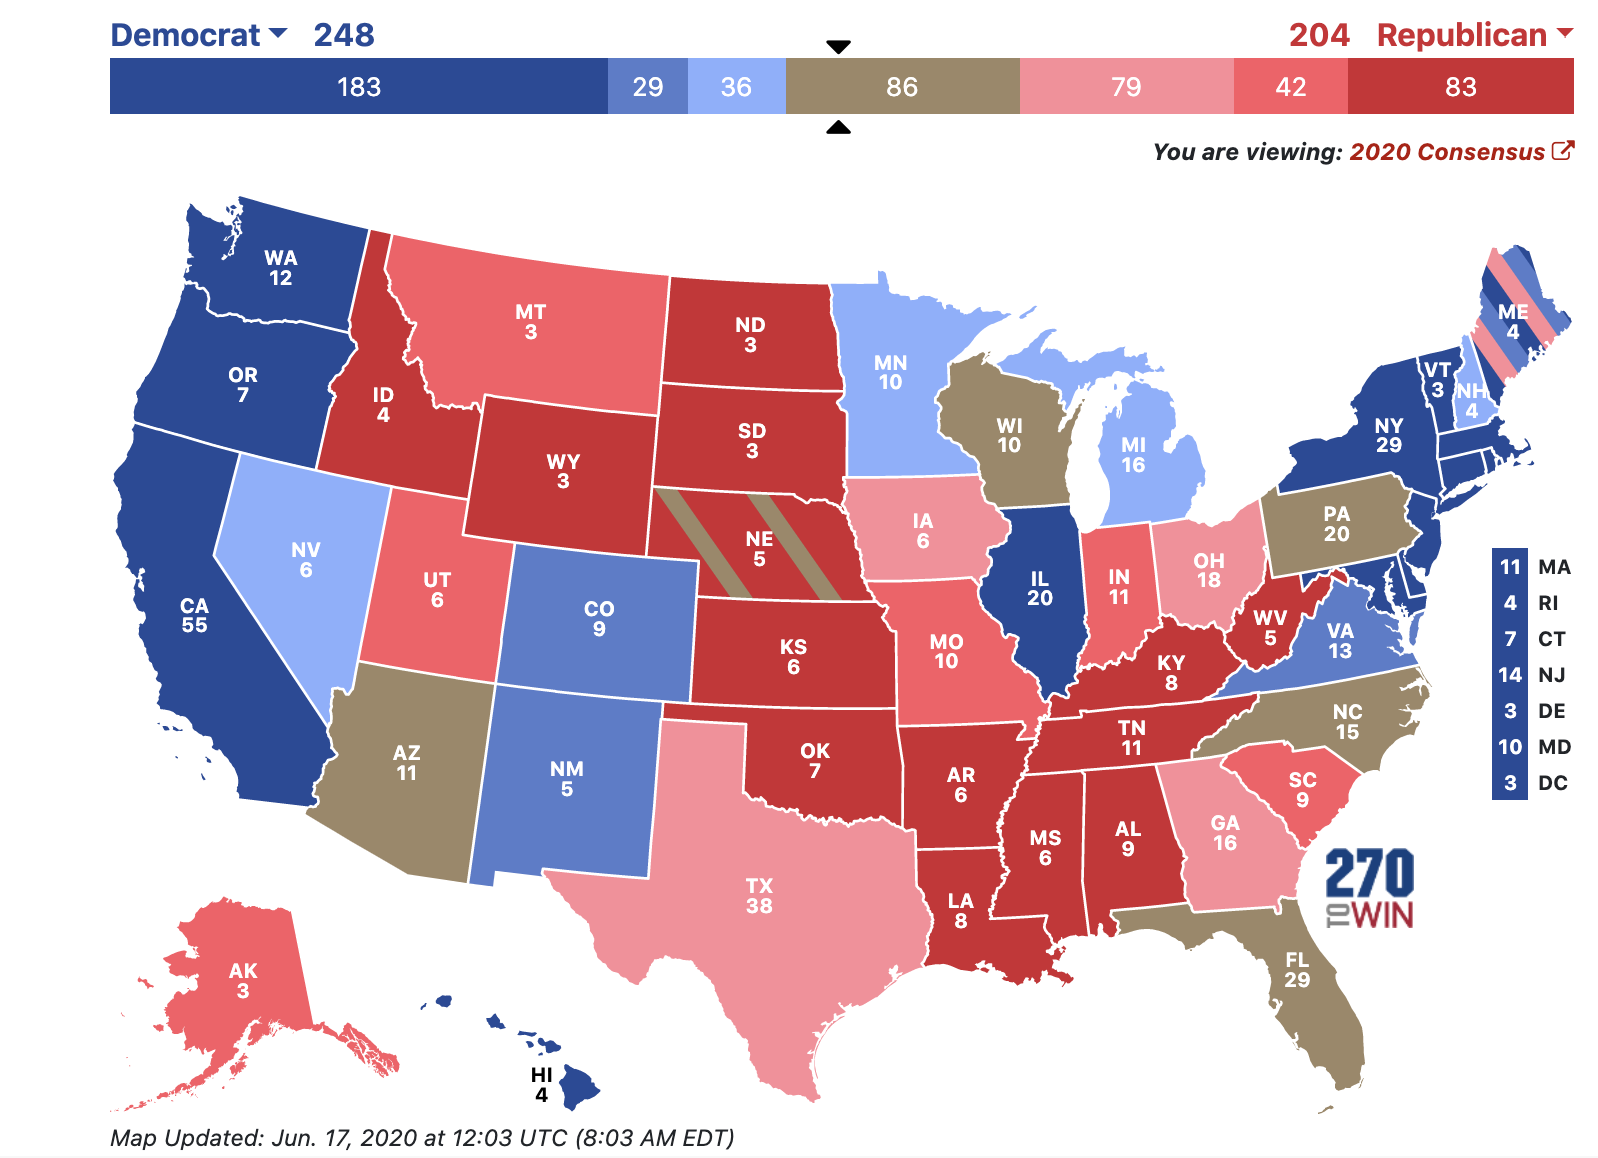 Democrat 248
204 Republican
183 29 36 86 79 42 83
You are viewing: 2020 Consensus
WA
12
OR
7
CA
55
NV
6
ID
4
MT
3
WY
3
UT
6
AZ
11
CO
9
NM
5
ND
3
SD
3
NE
5
KS
6
OK
7
TX
38
MN
10
IA
6
MO
10
AR
6
LA
8
WI
10
IL
20
MI
16
IN
11
OH
18
KY
8
TN
11
MS
6
AL
9
GA
16
FL
29
SC
9
NC
15
VA
13
WV
5
PA
20
NY
29
VT
3
NH
4
ME
4
11 MA
4 RI
7 CT
14 NJ
3 DE
10 MD
3 DC
AK
3
HI
4
270
TO WIN
Map Updated: Jun. 17, 2020 at 12:03 UTC (8:03 AM EDT)